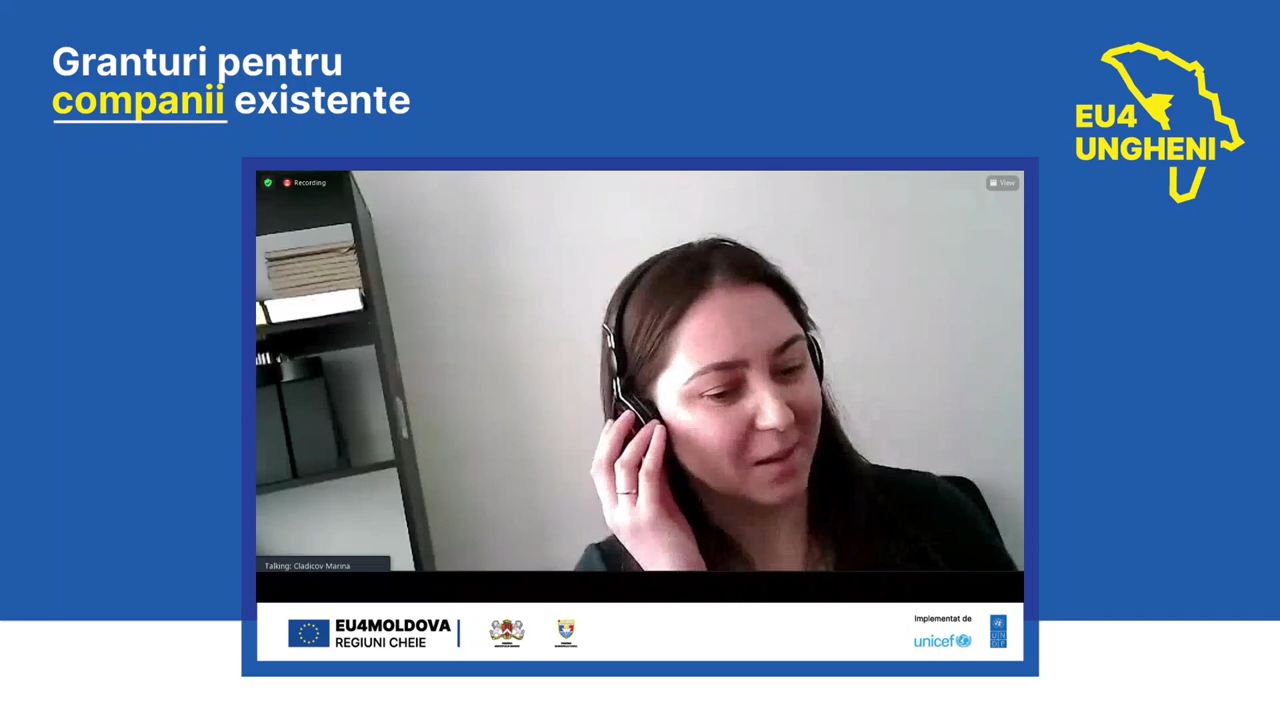 Granturi pentru
companii existente
EU4
UNGHENI
Recording
View
Talking: Cladicov Marina
EU4MOLDOVA
REGIUNI CHEIE
Implementat de
unicef
U N
D P